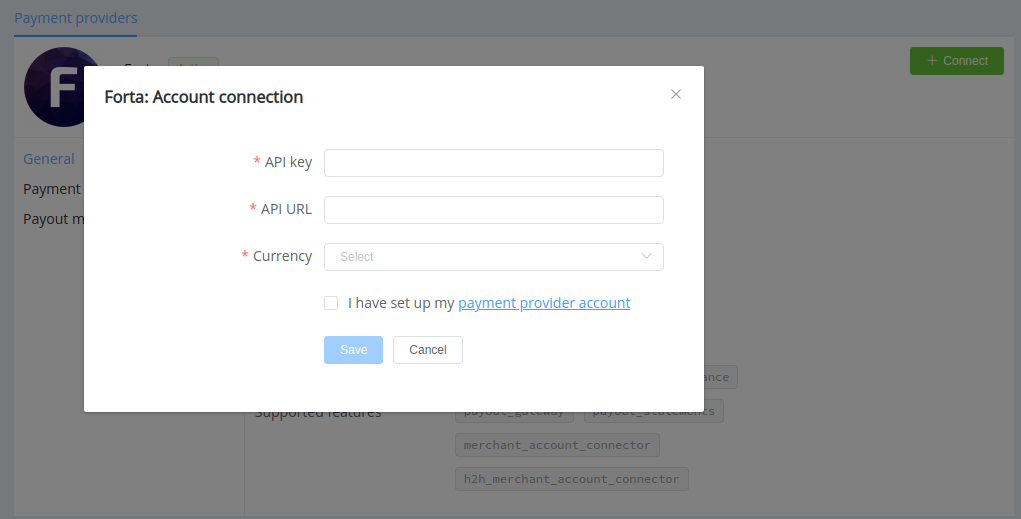 Payment providers
F
Connect
Forta: Account connection
General
* API key
Payment
* API URL
Payout m
* Currency
Select
I have set up my payment provider account
Save
Cancel
ance
Supported features
payout_gateway
payout_statements
merchant_account_connector
h2h_merchant_account_connector